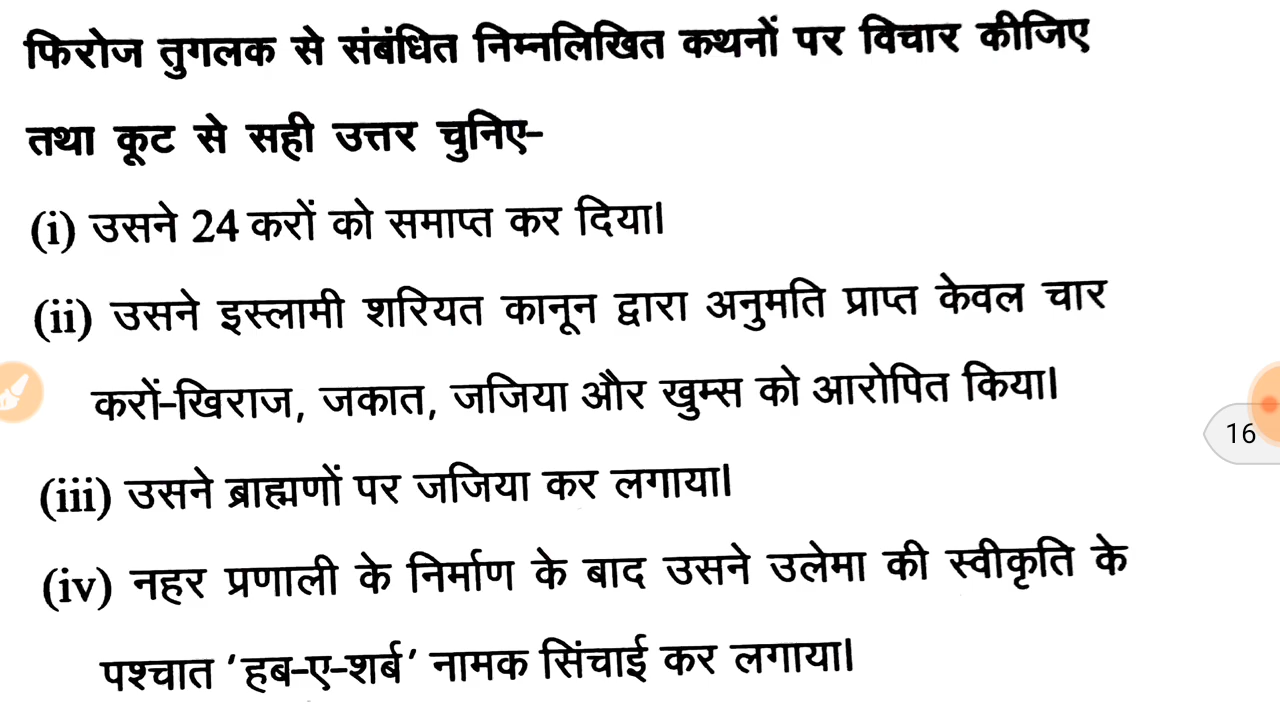 फिरोज तुगलक से संबंधित निम्नलिखित कथनों पर विचार कीजिए
तथा कूट से सही उत्तर चुनिए-
(i) उसने 24 करों को समाप्त कर दिया।
(ii) उसने इस्लामी शरियत कानून द्वारा अनुमति प्राप्त केवल चार
करों-खिराज, जकात, जजिया और खुम्स को आरोपित किया।
(iii) उसने ब्राह्मणों पर जजिया कर लगाया।
16
(iv) नहर प्रणाली के निर्माण के बाद उसने उलेमा की स्वीकृति के
पश्चात 'हब-ए-शर्ब' नामक सिंचाई कर लगाया।